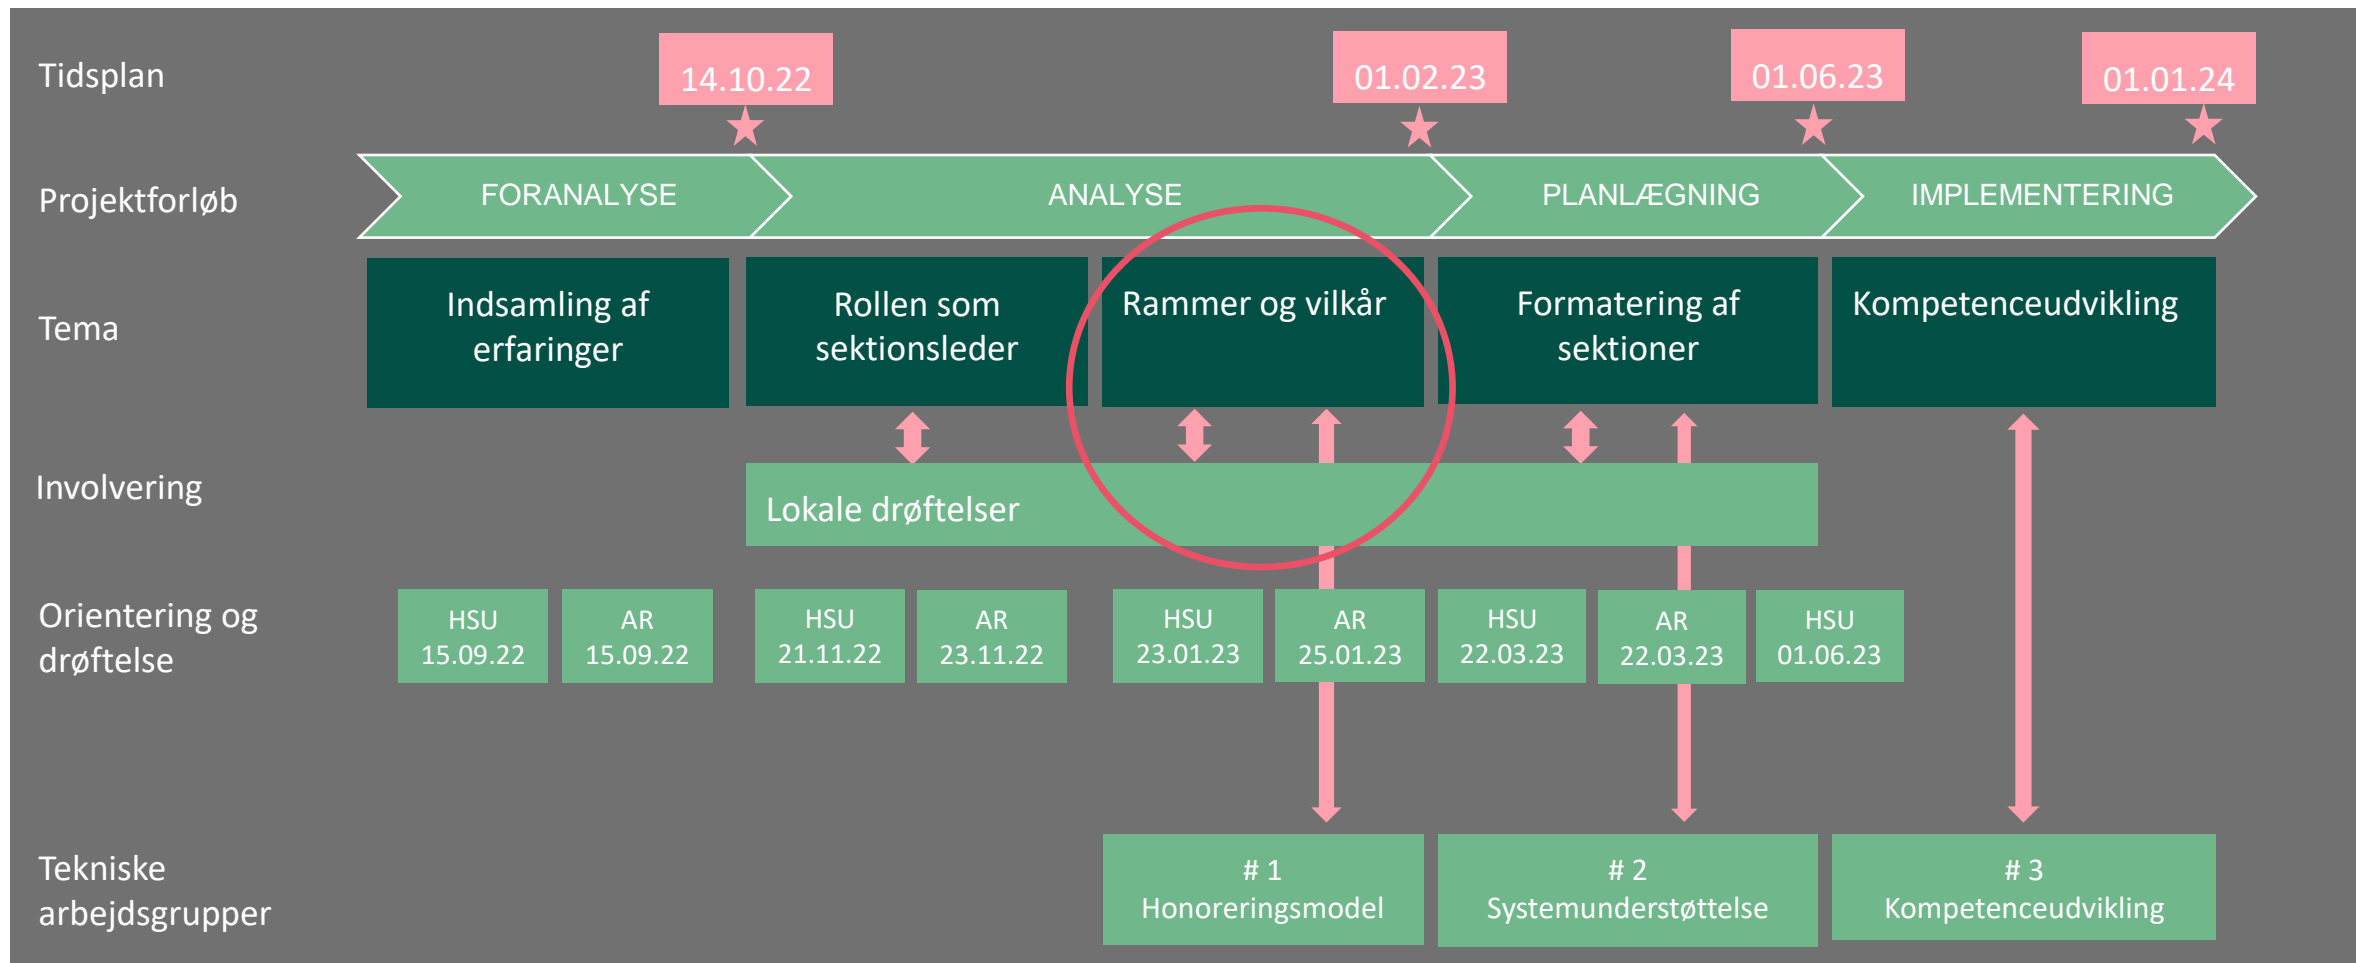 Tidsplan
14.10.22
01.02.23
01.06.23
01.01.24
Projektforløb
FORANALYSE
ANALYSE
PLANLÆGNING
IMPLEMENTERING
Tema
Indsamling af
erfaringer
Rollen som
sektionsleder
Rammer og vilkår
Formatering af
sektioner
Kompetenceudvikling
Involvering
Lokale drøftelser
Orientering og
drøftelse
HSU
15.09.22
AR
15.09.22
HSU
21.11.22
AR
23.11.22
HSU
23.01.23
AR
25.01.23
HSU
22.03.23
AR
22.03.23
HSU
01.06.23
Tekniske
arbejdsgrupper
# 1
Honoreringsmodel
# 2
Systemunderstøttelse
# 3
Kompetenceudvikling